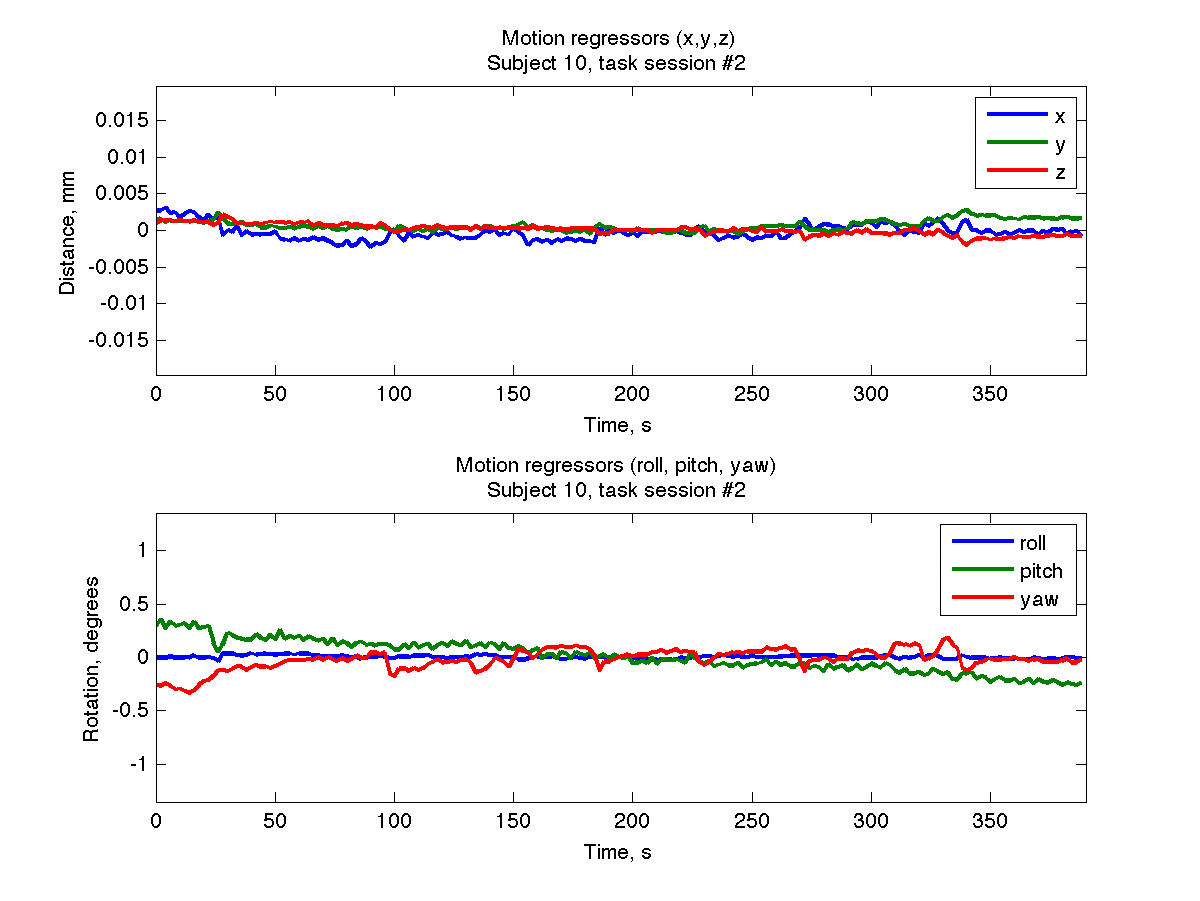 Motion regressors (x,y,z)
Subject 10, task session #2
0.015
0.01
0.005
0
-0.005
-0.01
-0.015
Distance, mm
x
y
z
0 50 100 150 200 250 300 350
Time, s
Motion regressors (roll, pitch, yaw)
Subject 10, task session #2
1
0.5
0
-0.5
-1
Rotation, degrees
roll
pitch
yaw
0 50 100 150 200 250 300 350
Time, s